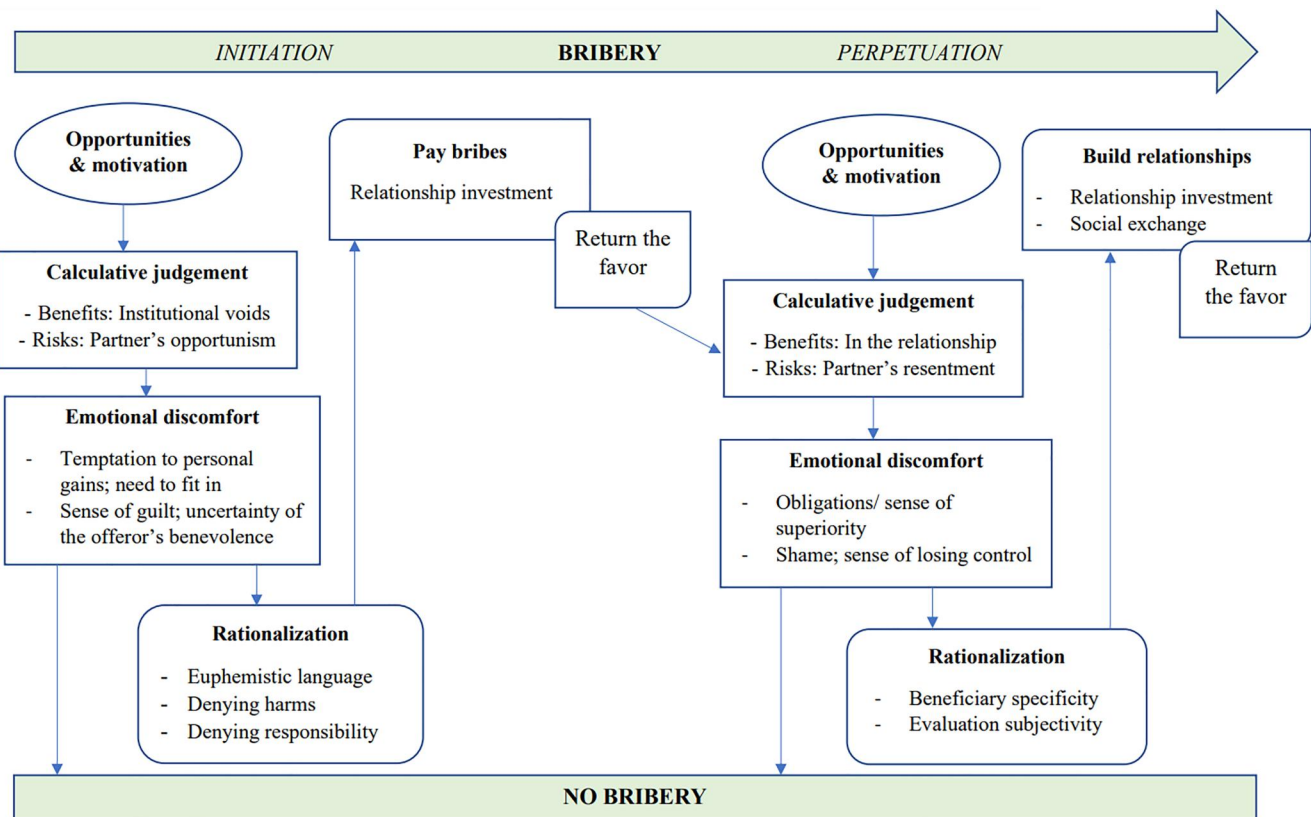 INITIATION BRIBERY PERPETUATION
Opportunities
& motivation
Calculative judgement
- Benefits: Institutional voids
- Risks: Partner’s opportunism
Emotional discomfort
- Temptation to personal
gains; need to fit in
- Sense of guilt; uncertainty of
the offeror’s benevolence
Rationalization
- Euphemistic language
- Denying harms
- Denying responsibility
Pay bribes
Relationship investment
Return the
favor
Opportunities
& motivation
Calculative judgement
- Benefits: In the relationship
- Risks: Partner’s resentment
Emotional discomfort
- Obligations/ sense of
superiority
- Shame; sense of losing control
Rationalization
- Beneficiary specificity
- Evaluation subjectivity
Build relationships
- Relationship investment
- Social exchange
Return
the favor
NO BRIBERY